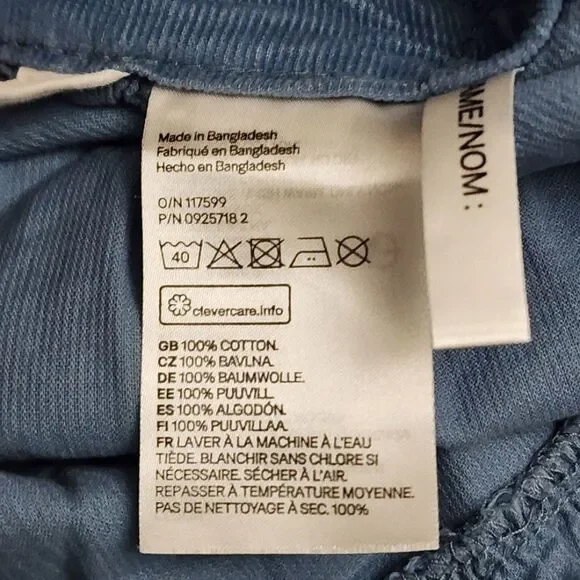 Made in Bangladesh
Fabriqué en Bangladesh
Hecho en Bangladesh
O/N 117599
P/N 0925718 2
40
clevercare.info
GB 100% COTTON.
CZ 100% BAVLNA.
DE 100% BAUMWOLLE.
EE 100% PUUVILL.
ES 100% ALGODÓN.
FI 100% PUUVILLAA.
FR LAVER À LA MACHINE À L'EAU
TIÈDE. BLANCHIR SANS CHLORE SI
NÉCESSAIRE. SÉCHER À L'AIR.
REPASSER À TEMPÉRATURE MOYENNE.
PAS DE NETTOYAGE À SEC. 100%
AME/NOM :